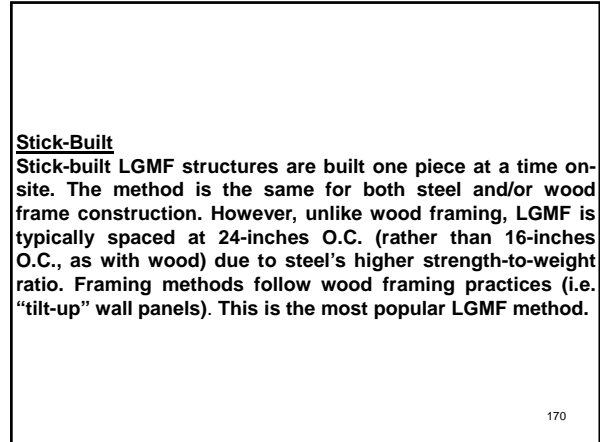 Stick-Built
Stick-built LGMF structures are built one piece at a time on-
site. The method is the same for both steel and/or wood
frame construction. However, unlike wood framing, LGMF is
typically spaced at 24-inches O.C. (rather than 16-inches
O.C., as with wood) due to steel’s higher strength-to-weight
ratio. Framing methods follow wood framing practices (i.e.
“tilt-up” wall panels). This is the most popular LGMF method.
170